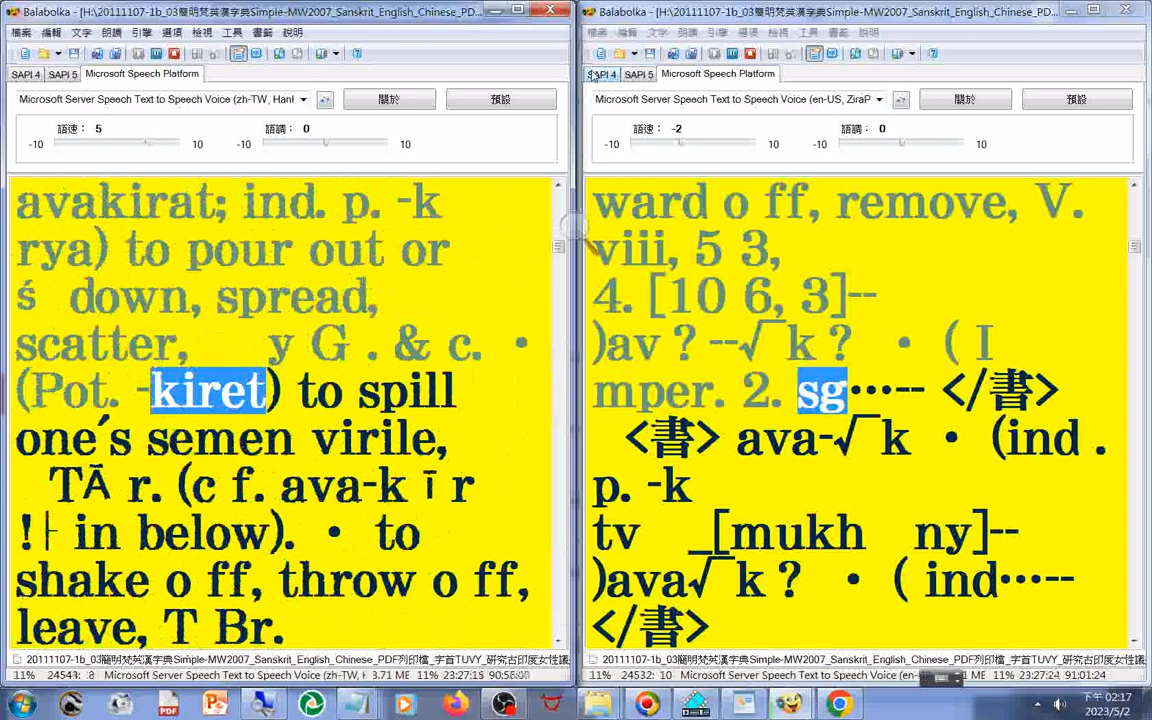 Balabolka - [H:\20111107-1b_03簡明梵英漢字典Simple-MW2007_Sanskrit_English_Chinese_PD...
檔案 編輯 文字 朗讀 引擎 選項 檢視 工具 書籤 說明
SAPI 4 SAPI 5 Microsoft Speech Platform
Microsoft Server Speech Text to Speech Voice (zh-TW, Hanl
關於 預設
語速： 5 語調： 0
-10 10 -10 10
avakirat; ind. p. -k
rya) to pour out or
ś down, spread,
scatter, y G . & c. •
(Pot. -kiret) to spill
one´s semen virile,
TĀ r. (c f. ava-k ī r
!├ in below). • to
shake o ff, throw o ff,
leave, T Br.
20111107-1b_03簡明梵英漢字典Simple-MW2007_Sanskrit_English_Chinese_PDF列印檔_字首TUVY_研究古印度女性議
11% 24543: 8 Microsoft Server Speech Text to Speech Voice (zh-TW, H 3.71 ME 11% 23:27:15 90:58:00
Balabolka - [H:\20111107-1b_03簡明梵英漢字典Simple-MW2007_Sanskrit_English_Chinese_PD...
檔案 編輯 文字 朗讀 引擎 選項 檢視 工具 書籤 說明
SAPI 4 SAPI 5 Microsoft Speech Platform
Microsoft Server Speech Text to Speech Voice (en-US, ZiraP
關於 預設
語速： -2 語調： 0
-10 10 -10 10
ward o ff, remove, V.
viii, 5 3,
4. [10 6, 3]--
)av ? --√￣k ? • ( I
mper. 2. sg…-- </書>
<書> ava-√￣k • (ind .
p. -k
tv _[mukh ny]--
)ava√￣k ? • ( ind…--
</書>
20111107-1b_03簡明梵英漢字典Simple-MW2007_Sanskrit_English_Chinese_PDF列印檔_字首TUVY_研究古印度女性議
11% 24532: 10 Microsoft Server Speech Text to Speech Voice (en-U ME 11% 23:27:24 91:01:24
下午 02:17
2023/5/2